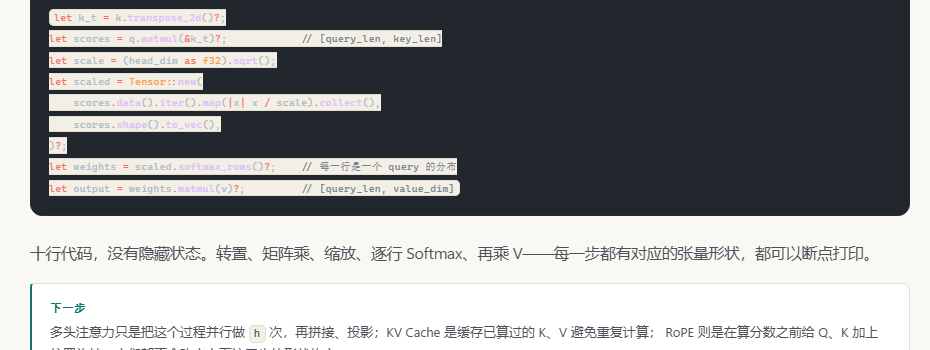 let k_t = k.transpose_2d()?;
let scores = q.matmul(&k_t)?;           // [query_len, key_len]
let scale = (head_dim as f32).sqrt();
let scaled = Tensor::new(
    scores.data().iter().map(|x| x / scale).collect(),
    scores.shape().to_vec(),
)?;
let weights = scaled.softmax_rows()?;    // 每一行是一个 query 的分布
let output = weights.matmul(v)?;         // [query_len, value_dim]
十行代码，没有隐藏状态。转置、矩阵乘、缩放、逐行 Softmax、再乘 V——每一步都有对应的张量形状，都可以断点打印。
下一步
多头注意力只是把这个过程并行做 h 次，再拼接、投影；KV Cache 是缓存已算过的 K、V 避免重复计算； RoPE 则是在算分数之前给 Q、K 加上